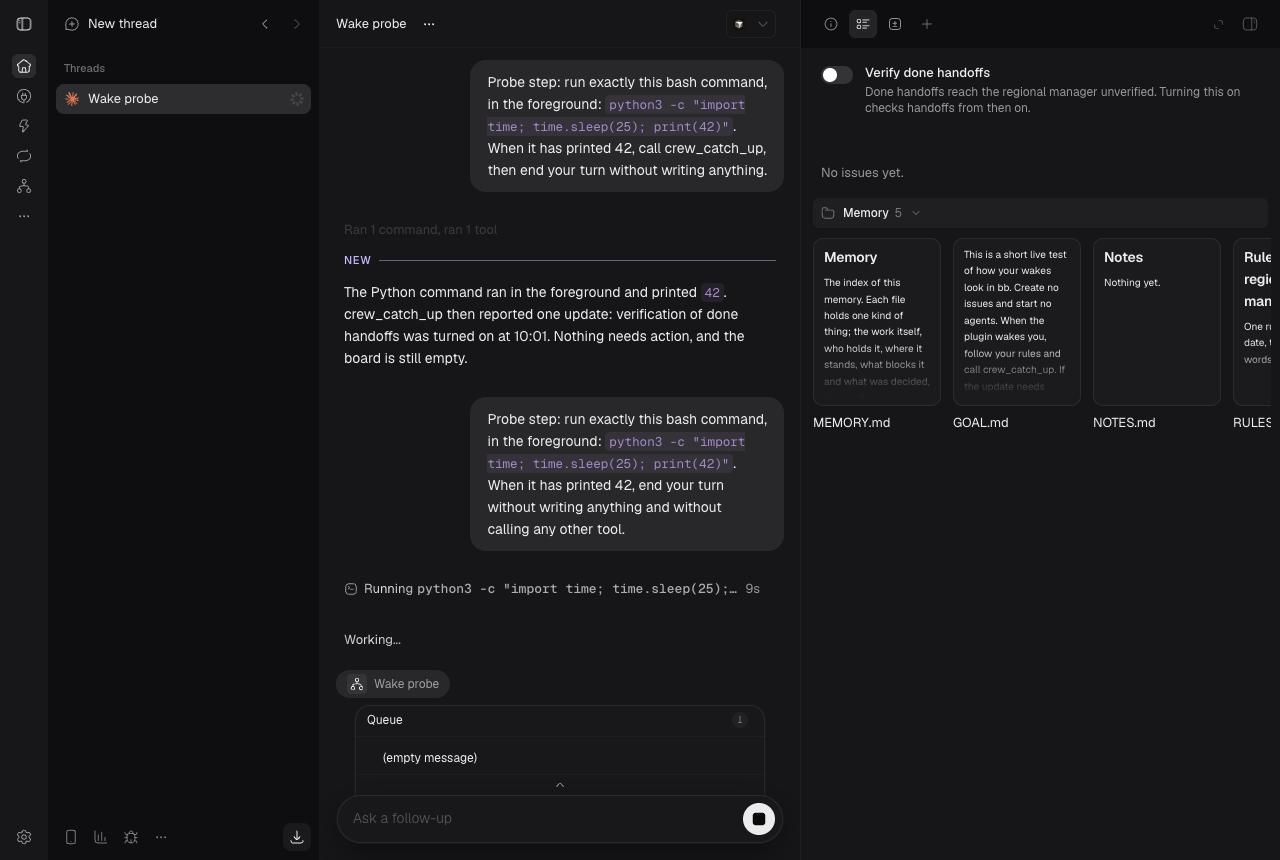 New thread
Threads
Wake probe
Wake probe
Probe step: run exactly this bash command,
in the foreground: python3 -c "import
time; time.sleep(25); print(42)".
When it has printed 42, call crew_catch_up,
then end your turn without writing anything.
Ran 1 command, ran 1 tool
NEW
The Python command ran in the foreground and printed 42.
crew_catch_up then reported one update: verification of done
handoffs was turned on at 10:01. Nothing needs action, and the
board is still empty.
Probe step: run exactly this bash command,
in the foreground: python3 -c "import
time; time.sleep(25); print(42)".
When it has printed 42, end your turn
without writing anything and without
calling any other tool.
Running python3 -c "import time; time.sleep(25);… 9s
Working...
Wake probe
Queue 1
(empty message)
Ask a follow-up
Verify done handoffs
Done handoffs reach the regional manager unverified. Turning this on
checks handoffs from then on.
No issues yet.
Memory 5
Memory
The index of this
memory. Each file
holds one kind of
thing; the work itself,
who holds it, where it
stands, what blocks it
and what was decided,
MEMORY.md
This is a short live test
of how your wakes
look in bb. Create no
issues and start no
agents. When the
plugin wakes you,
follow your rules and
call crew_catch_up. If
the update needs
GOAL.md
Notes
Nothing yet.
NOTES.md
Rule
regio
man
One ru
date, t
words
RULES